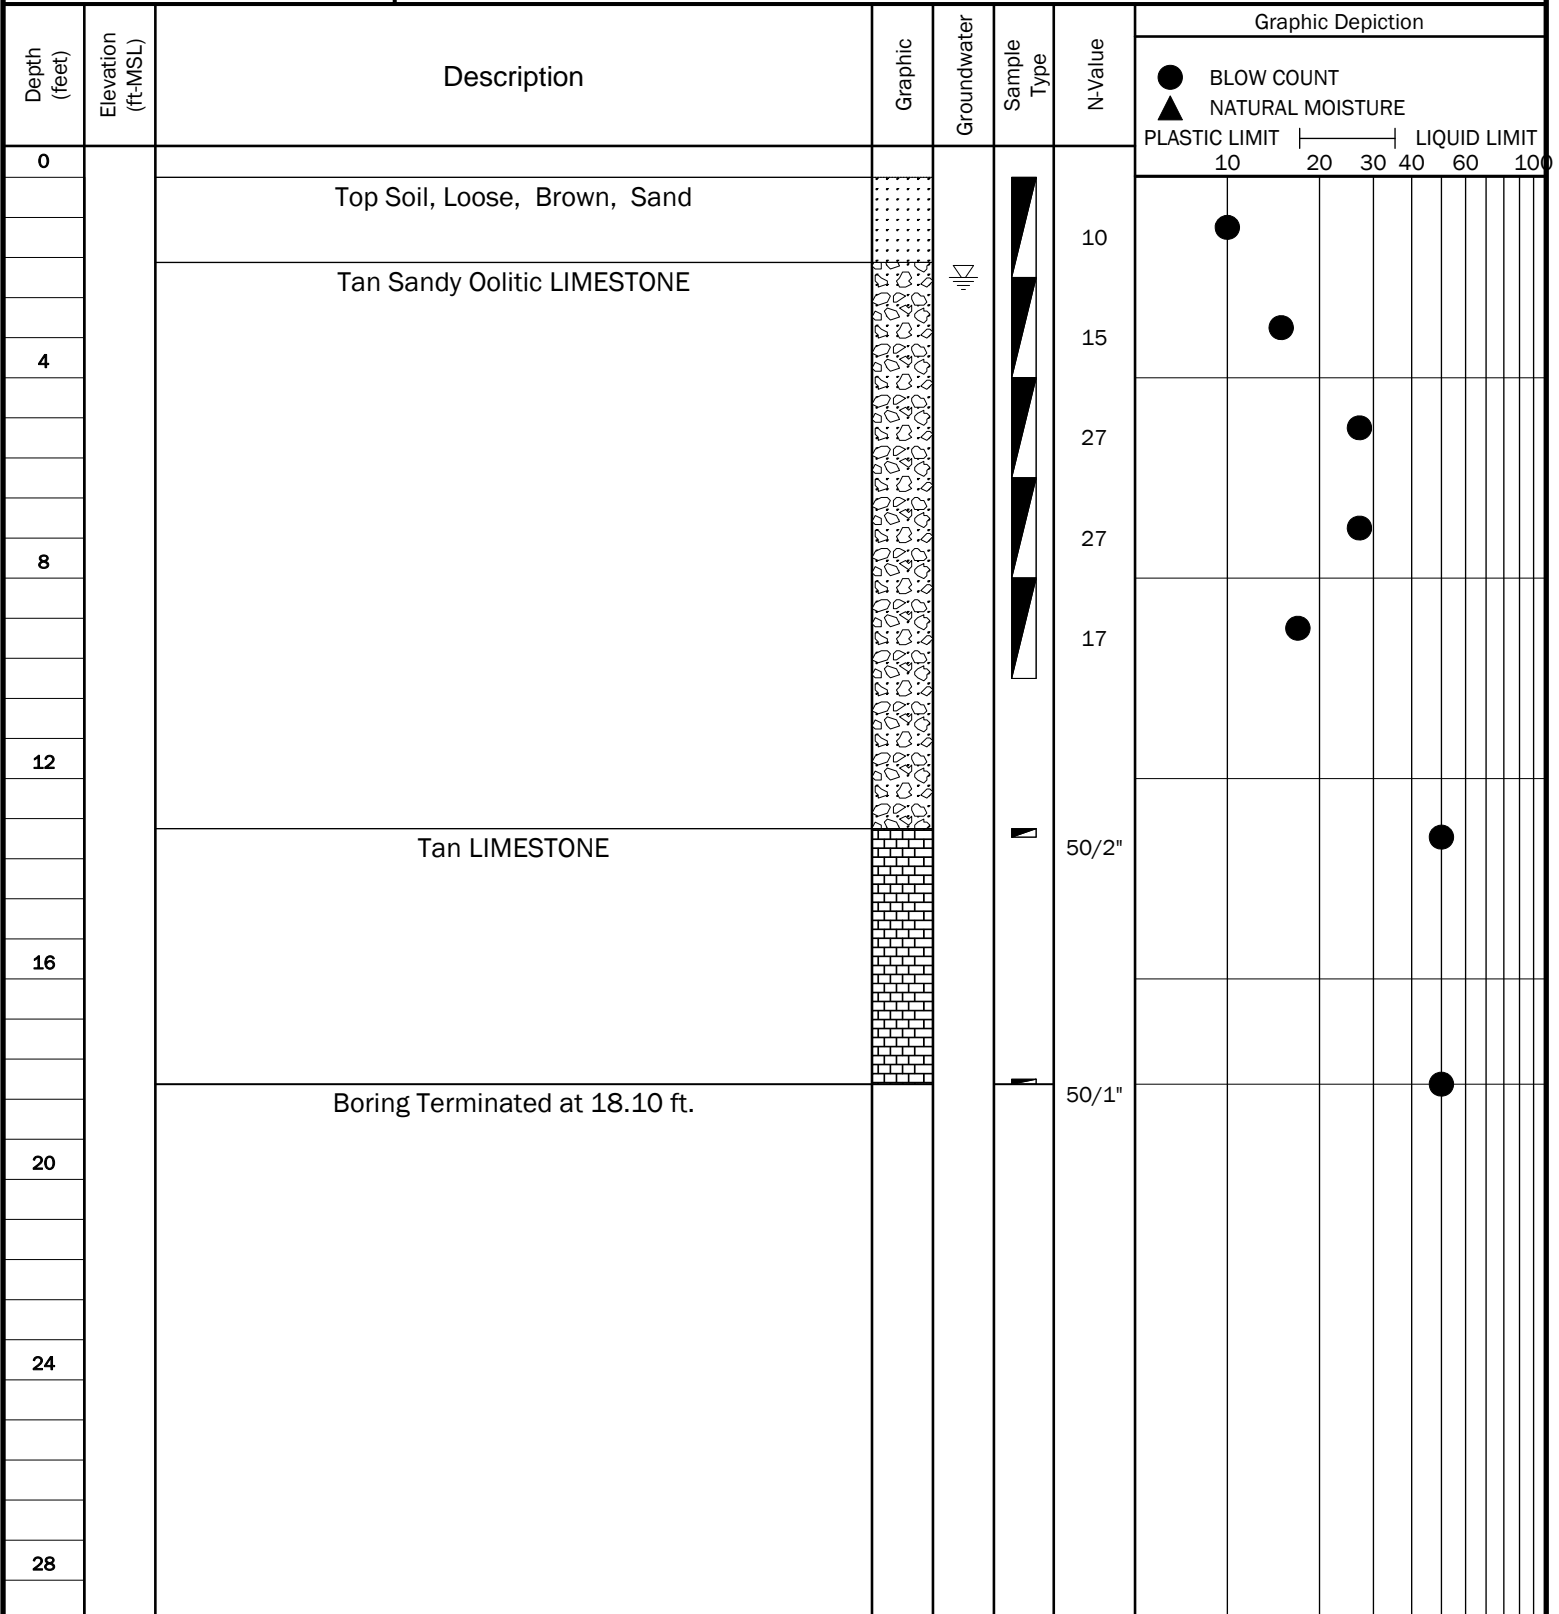 Depth
(feet)
Elevation
(ft-MSL)
Description
Graphic
Groundwater
Sample
Type
N-Value
Graphic Depiction
BLOW COUNT
NATURAL MOISTURE
PLASTIC LIMIT LIQUID LIMIT
10 20 30 40 60 100
0
Top Soil, Loose, Brown, Sand
10
Tan Sandy Oolitic LIMESTONE
15
4
27
27
8
17
12
Tan LIMESTONE
50/2"
16
Boring Terminated at 18.10 ft.
50/1"
20
24
28